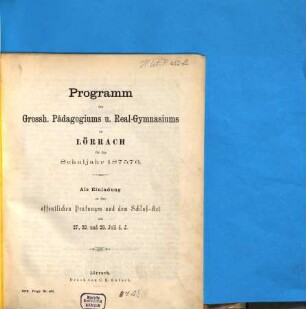 Programm
des
Grossh. Pädagogiums u. Real-Gymnasiums
in
LÖRRACH
für das
Schuljahr 1875/76.
Als Einladung
zu den
öffentlichen Prüfungen und dem Schluß-Akt
am
27., 28. und 29. Juli d. J.
Lörrach.
Druck von C. R. Gutsch.